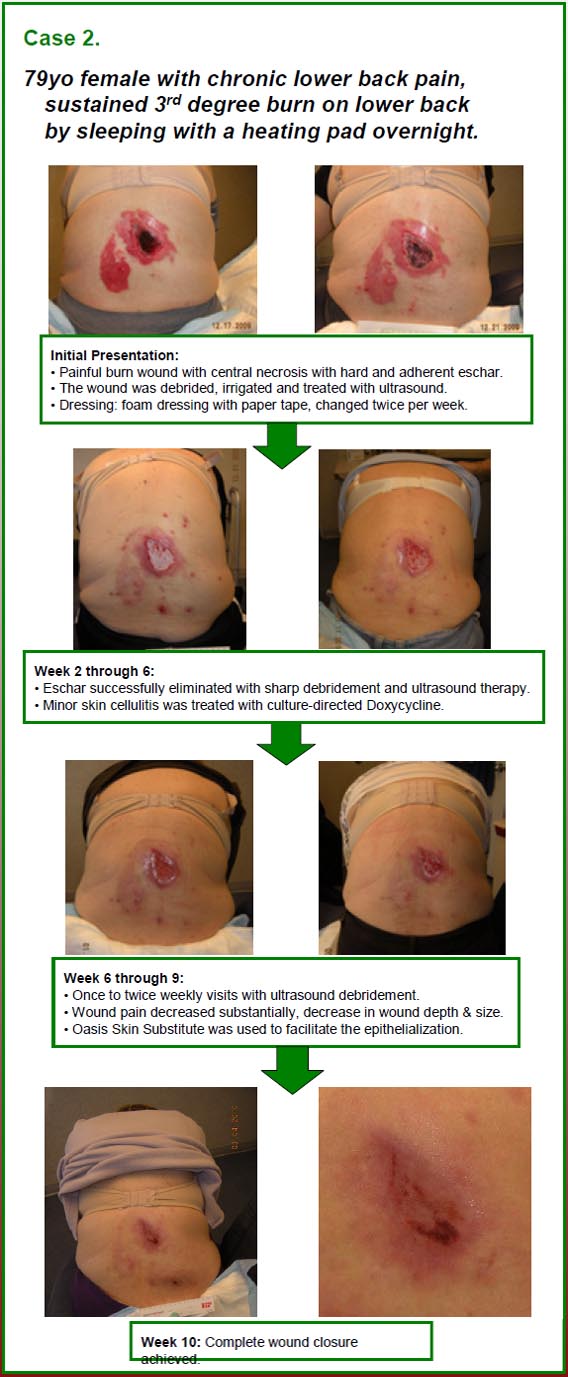 Case 2.
79yo female with chronic lower back pain,
sustained 3rd degree burn on lower back
by sleeping with a heating pad overnight.
12.17.2009
12.21.2009
Initial Presentation:
• Painful burn wound with central necrosis with hard and adherent eschar.
• The wound was debrided, irrigated and treated with ultrasound.
• Dressing: foam dressing with paper tape, changed twice per week.
Week 2 through 6:
• Eschar successfully eliminated with sharp debridement and ultrasound therapy.
• Minor skin cellulitis was treated with culture-directed Doxycycline.
Week 6 through 9:
• Once to twice weekly visits with ultrasound debridement.
• Wound pain decreased substantially, decrease in wound depth & size.
• Oasis Skin Substitute was used to facilitate the epithelialization.
Week 10: Complete wound closure
achieved.